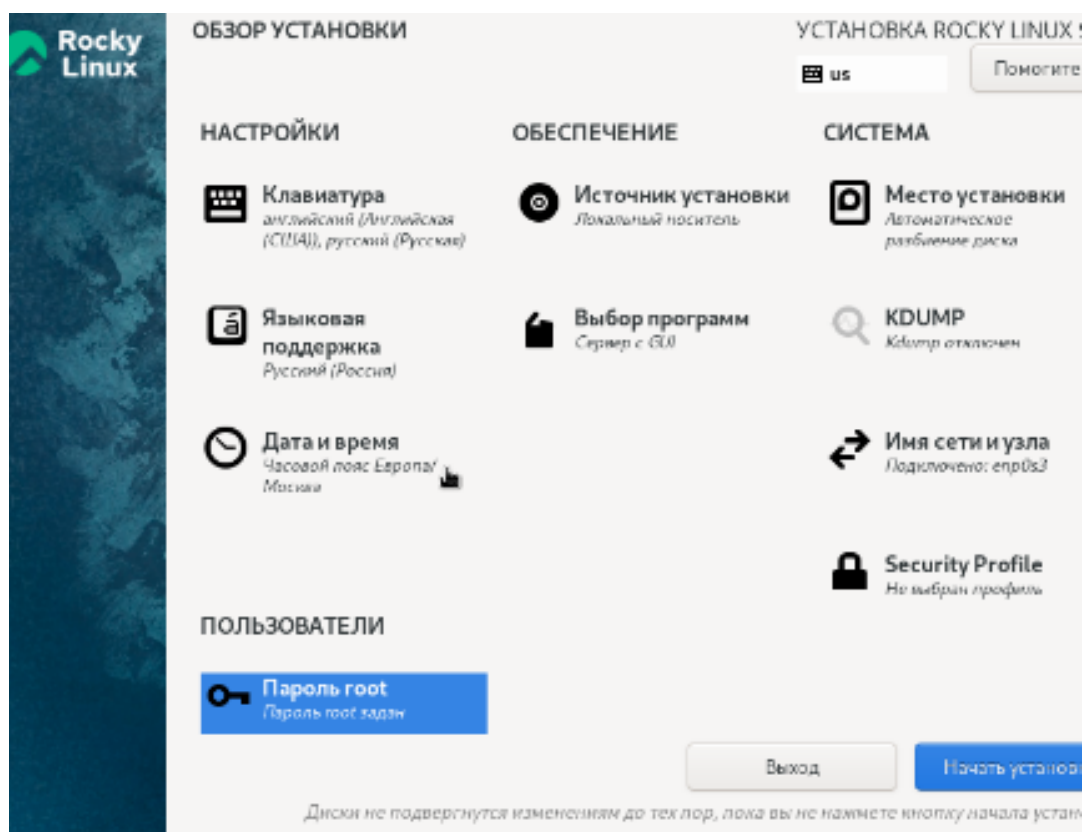 Rocky
Linux
ОБЗОР УСТАНОВКИ
УСТАНОВКА ROCKY LINUX
us
Помогите
НАСТРОЙКИ
Клавиатура
английский (Английская
(США)), русский (Русская)
Языковая
поддержка
Русский (Россия)
Дата и время
Часовой пояс Европа/
Москва
ОБЕСПЕЧЕНИЕ
Источник установки
Локальный носитель
Выбор программ
Сервер с GUI
СИСТЕМА
Место установки
Автоматическое
разбиение диска
KDUMP
Kdump отключен
Имя сети и узла
Подключено: enp0s3
Security Profile
Не выбран профиль
ПОЛЬЗОВАТЕЛИ
Пароль root
Пароль root задан
Выход
Начать
Диски не подвергнутся изменениям до тех пор, пока вы не нажмете кнопку начала